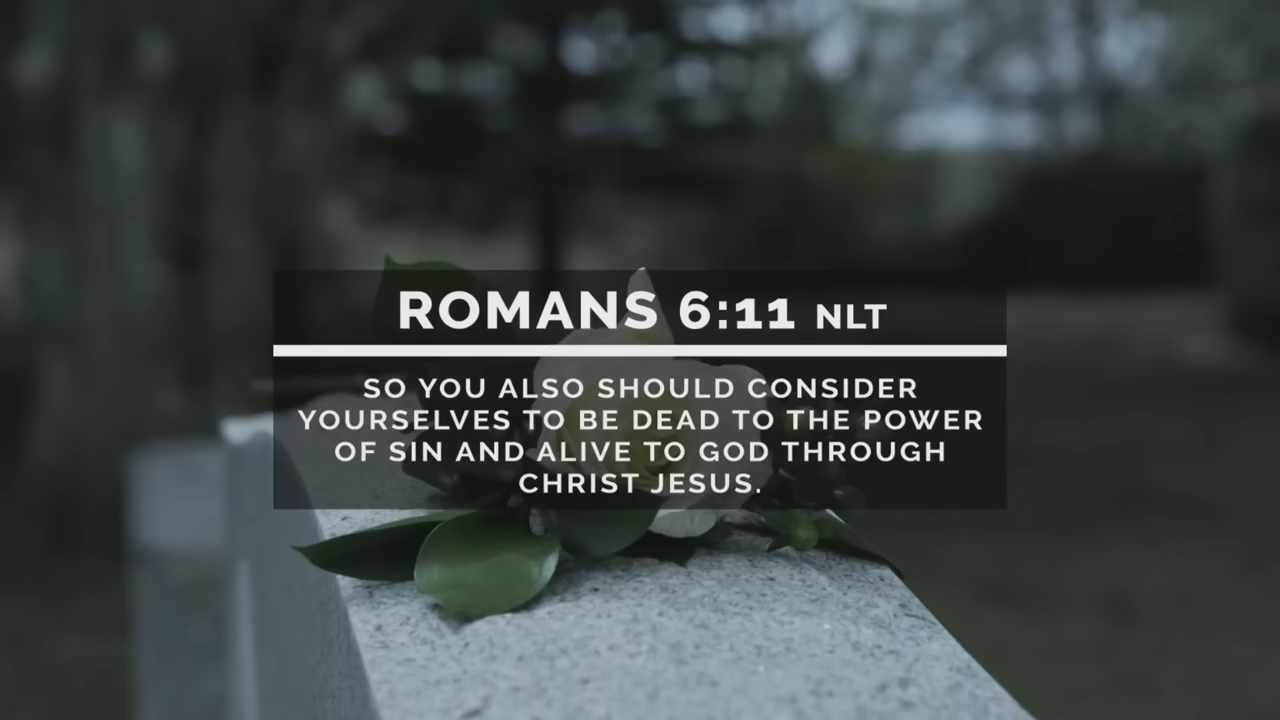 ROMANS 6:11 NLT
SO YOU ALSO SHOULD CONSIDER
YOURSELVES TO BE DEAD TO THE POWER
OF SIN AND ALIVE TO GOD THROUGH
CHRIST JESUS.